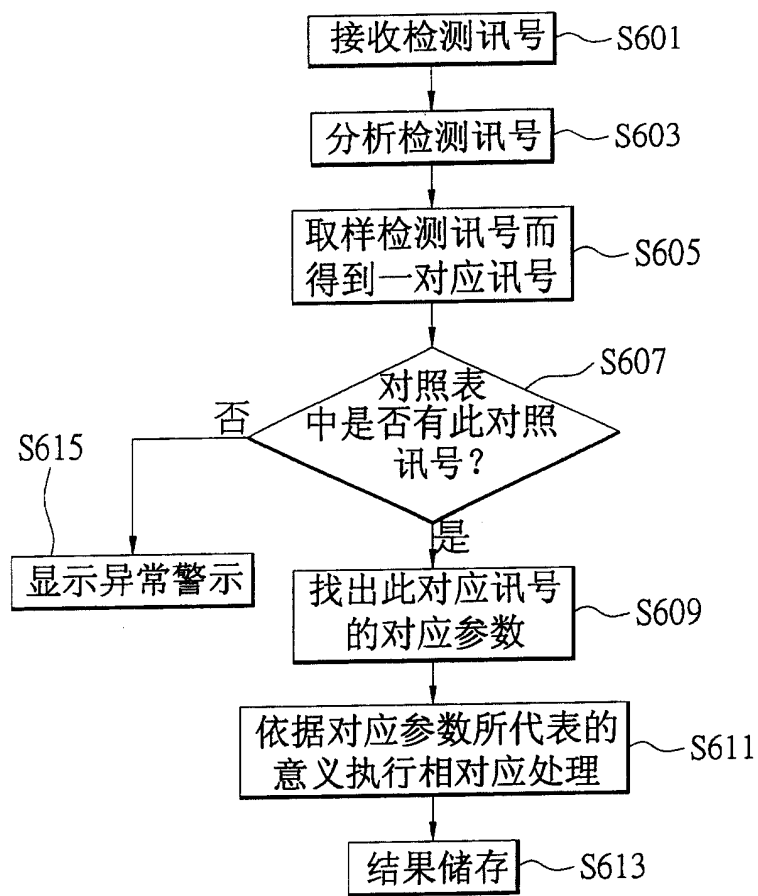 接收检测讯号
S601
分析检测讯号
S603
取样检测讯号而
得到一对应讯号
S605
对照表
中是否有此对照
讯号？
S607
否
S615
显示异常警示
是
找出此对应讯号
的对应参数
S609
依据对应参数所代表的
意义执行相对应处理
S611
结果储存
S613